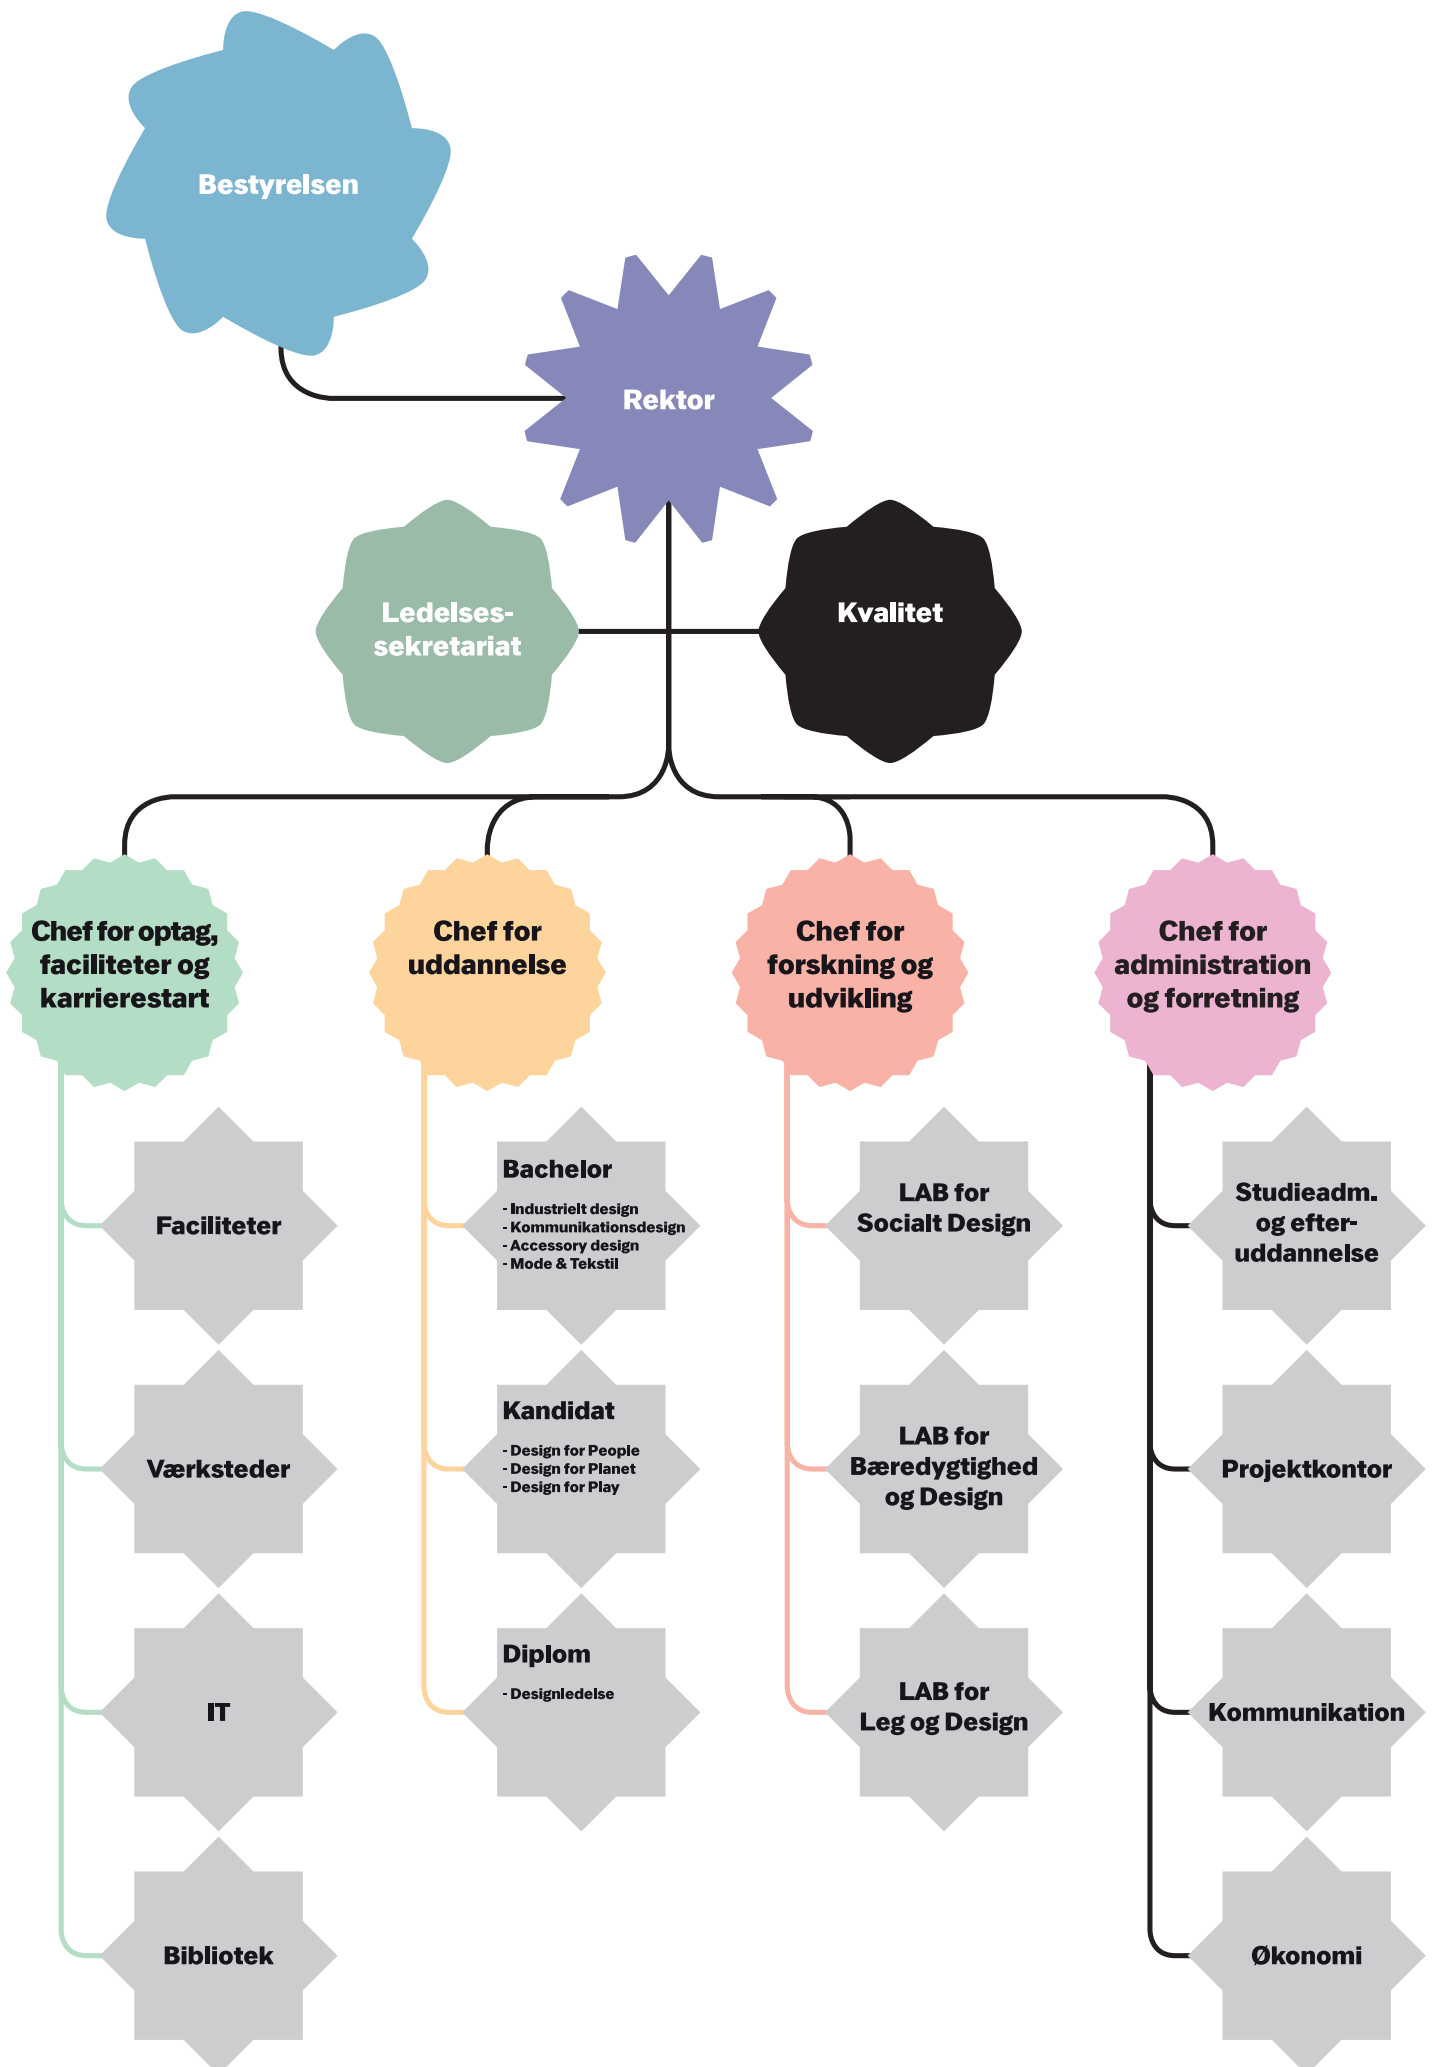 Bestyrelsen
Rektor
Ledelses-
sekretariat
Kvalitet
Chef for optag,
faciliteter og
karrierestart
Chef for
uddannelse
Chef for
forskning og
udvikling
Chef for
administration
og forretning
Faciliteter
Værksteder
IT
Bibliotek
Bachelor
- Industrielt design
- Kommunikationsdesign
- Accessory design
- Mode & Tekstil
Kandidat
- Design for People
- Design for Planet
- Design for Play
Diplom
- Designledelse
LAB for
Socialt Design
LAB for
Bæredygtighed
og Design
LAB for
Leg og Design
Studieadm.
og efter-
uddannelse
Projektkontor
Kommunikation
Økonomi